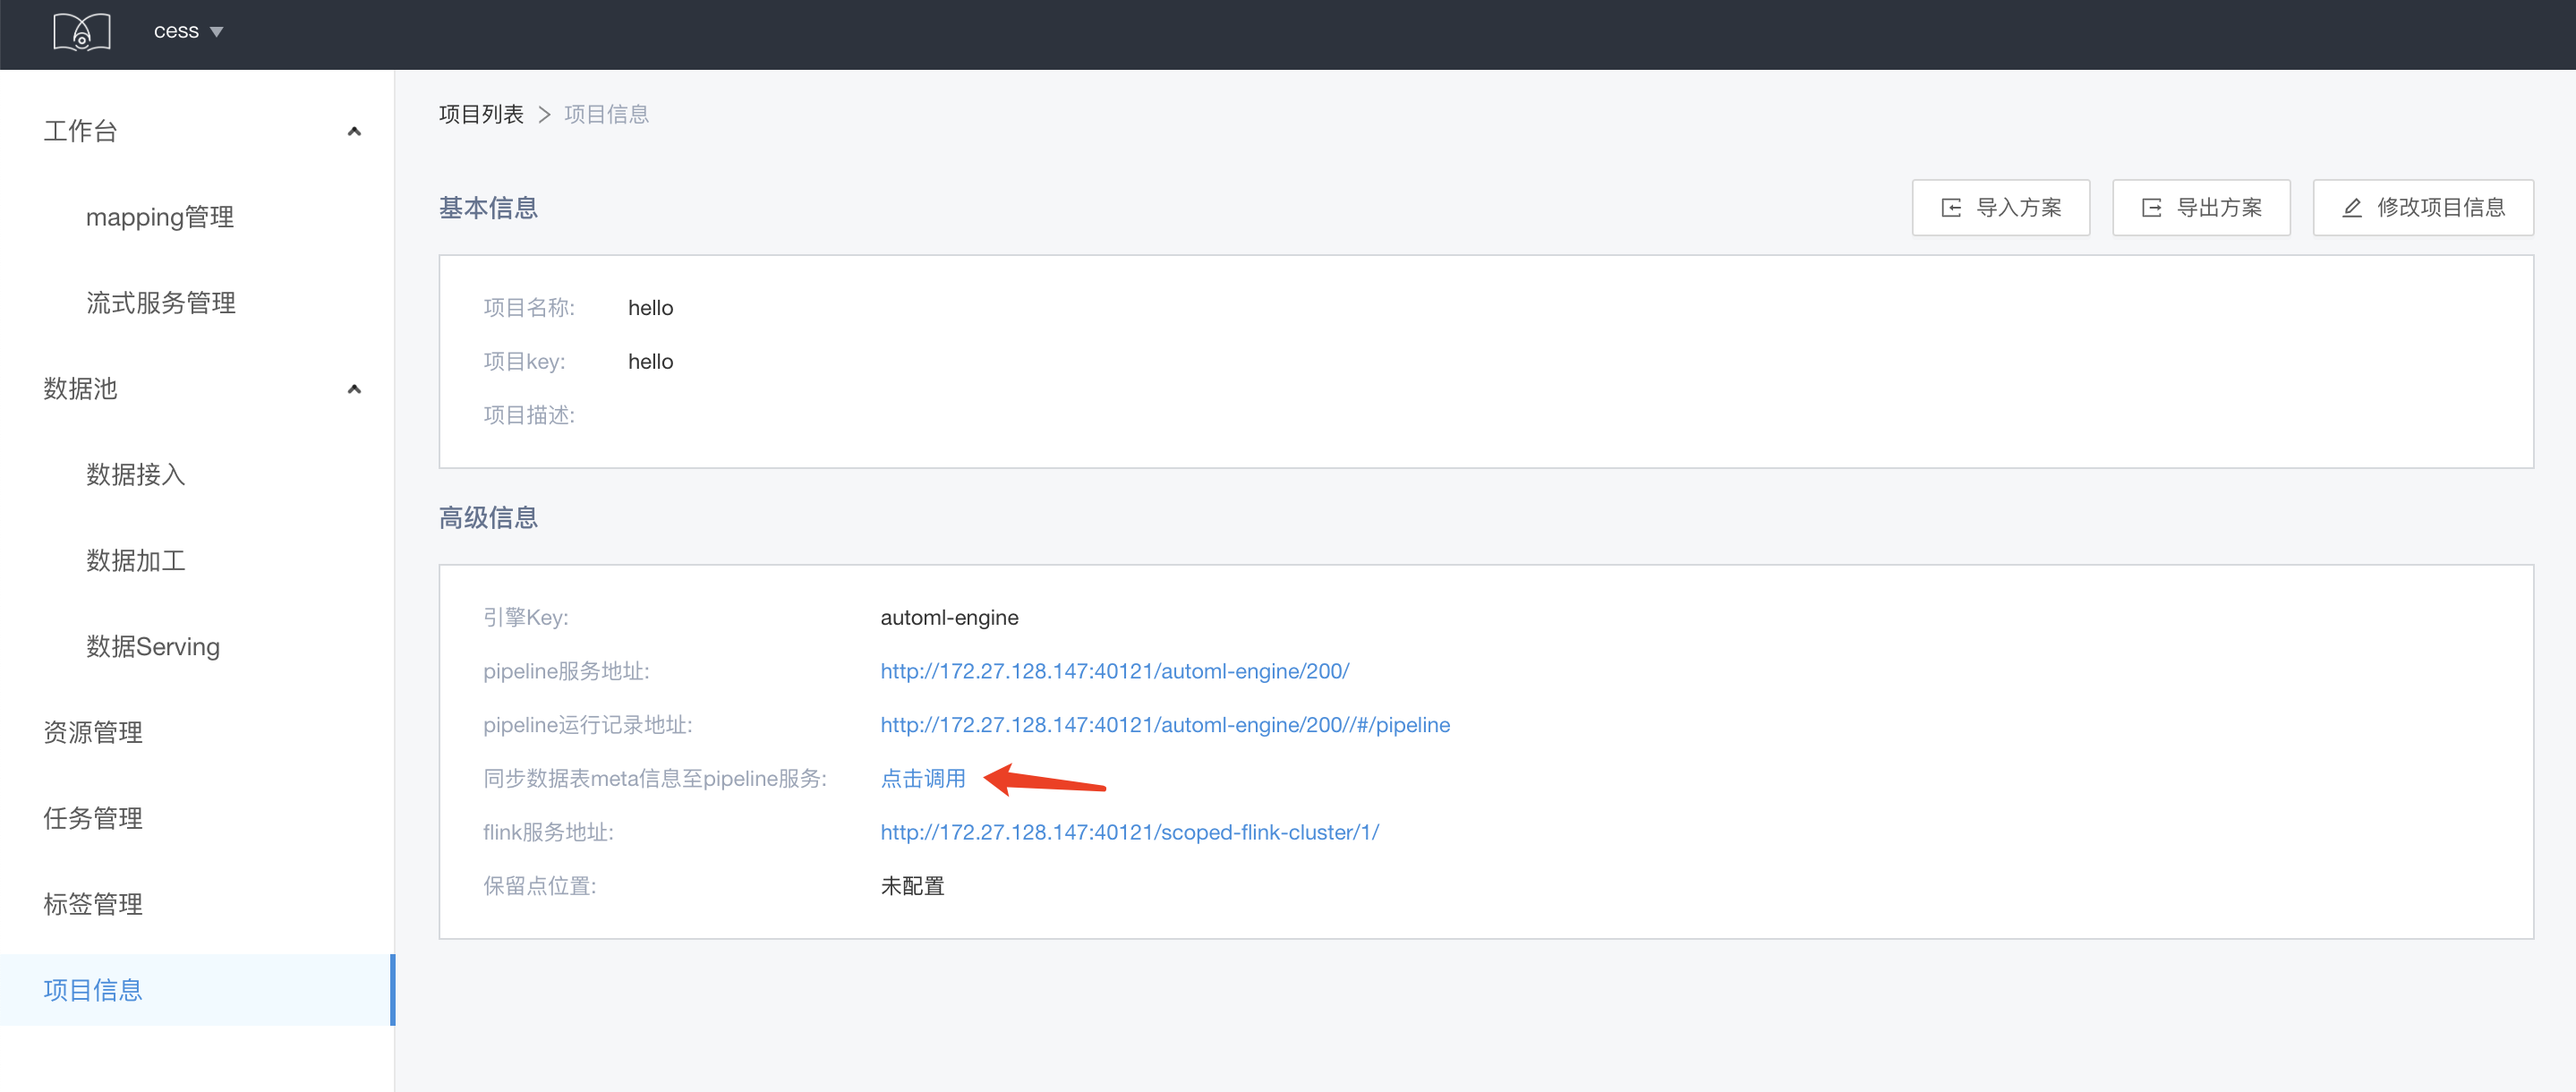 cess
工作台
mapping管理
流式服务管理
数据池
数据接入
数据加工
数据Serving
资源管理
任务管理
标签管理
项目信息
项目列表 > 项目信息
基本信息
导入方案
导出方案
修改项目信息
项目名称: hello
项目key: hello
项目描述:
高级信息
引擎Key: automl-engine
pipeline服务地址: http://172.27.128.147:40121/automl-engine/200/
pipeline运行记录地址: http://172.27.128.147:40121/automl-engine/200//#/pipeline
同步数据表meta信息至pipeline服务: 点击调用
flink服务地址: http://172.27.128.147:40121/scoped-flink-cluster/1/
保留点位置: 未配置